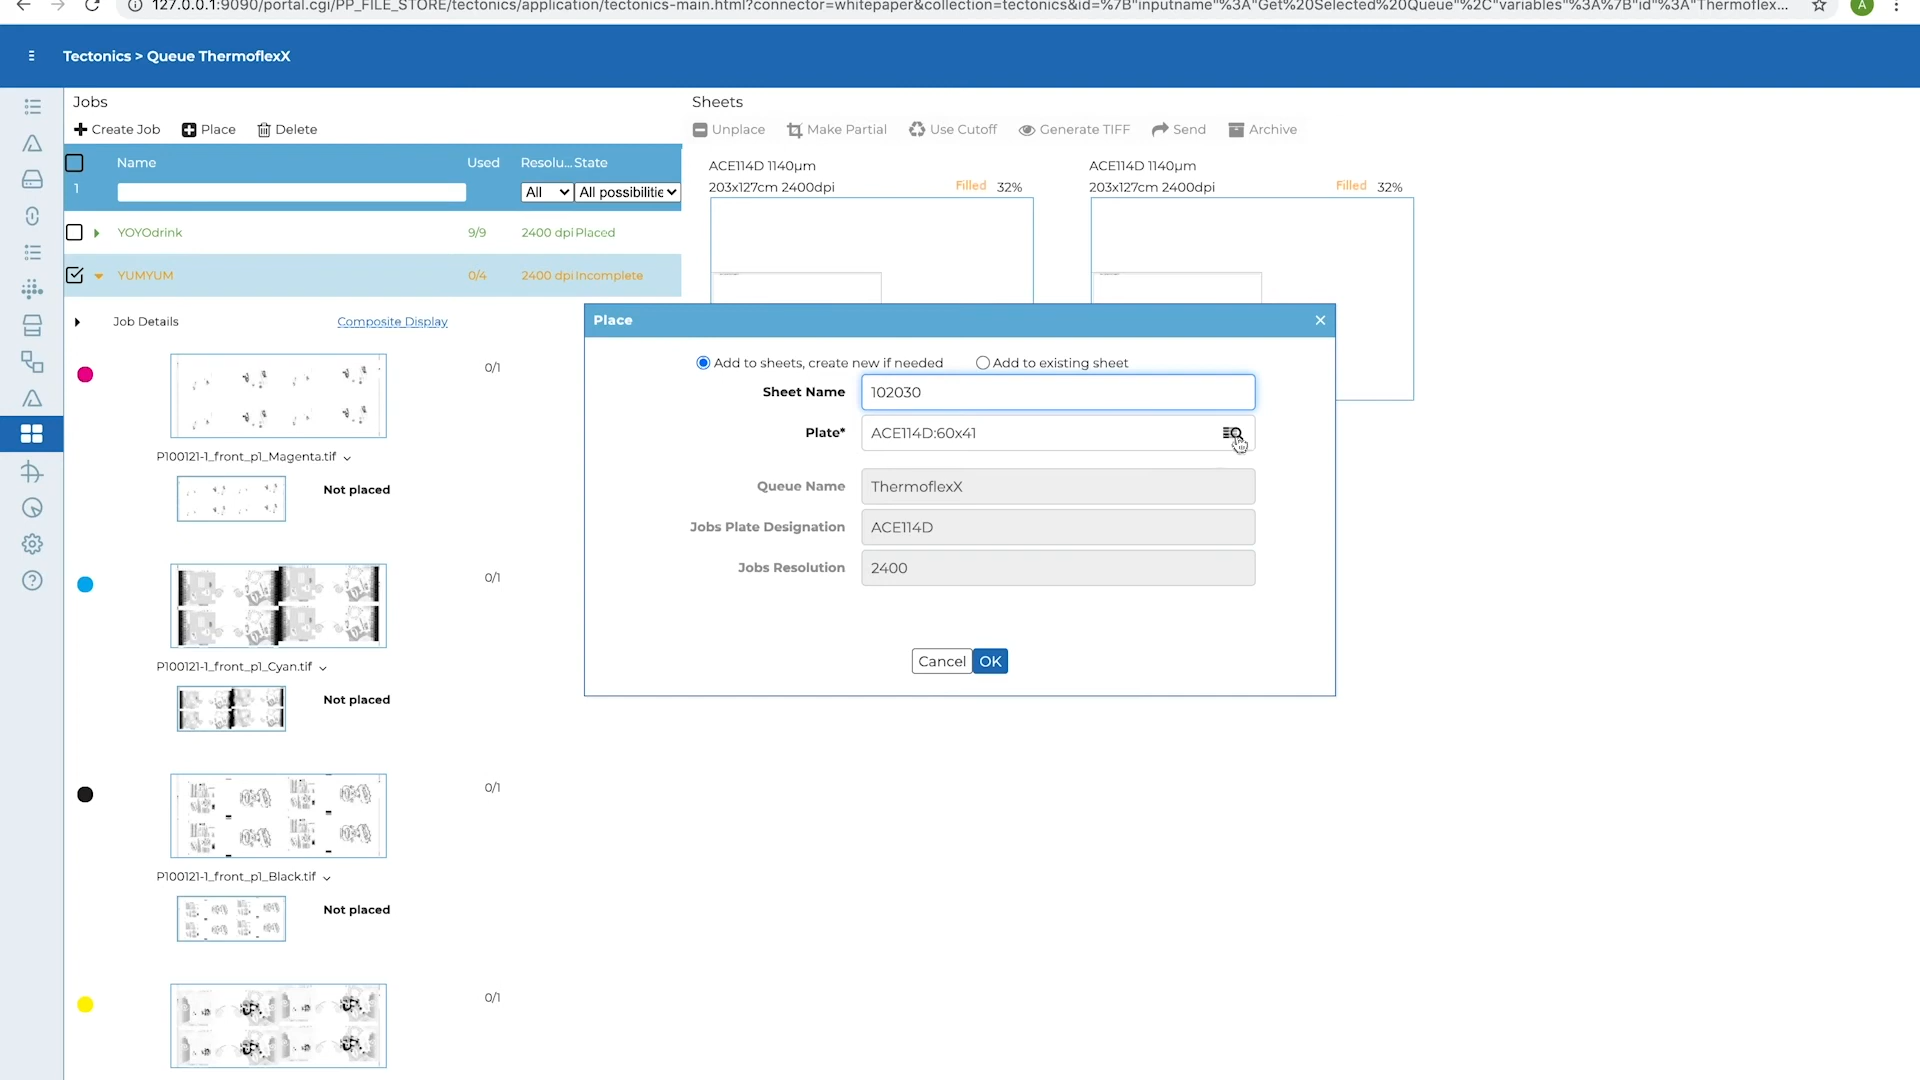 127.0.0.1:9090/portal.cgi/PP_FILE_STORE/tectonics/application/tectonics-main.html?connector=whitepaper&collection=tectonics&id=%7B"inputname"%3A"Get%20Selected%20Queue"%2C"variables"%3A%7B"id"%3A"Thermoflex...
A
Tectonics > Queue ThermoflexX
Jobs
Create Job Place Delete
Name Used Resolu... State
1 All All possibilitie
YOYOdrink 9/9 2400 dpi Placed
YUMYUM 0/4 2400 dpi Incomplete
Job Details Composite Display
0/1
P100121-1_front_p1_Magenta.tif
Not placed
0/1
P100121-1_front_p1_Cyan.tif
Not placed
0/1
P100121-1_front_p1_Black.tif
Not placed
0/1
Sheets
Unplace Make Partial Use Cutoff Generate TIFF Send Archive
ACE114D 1140µm
203x127cm 2400dpi Filled 32%
ACE114D 1140µm
203x127cm 2400dpi Filled 32%
Place
Add to sheets, create new if needed Add to existing sheet
Sheet Name 102030
Plate* ACE114D:60x41
Queue Name ThermoflexX
Jobs Plate Designation ACE114D
Jobs Resolution 2400
Cancel OK